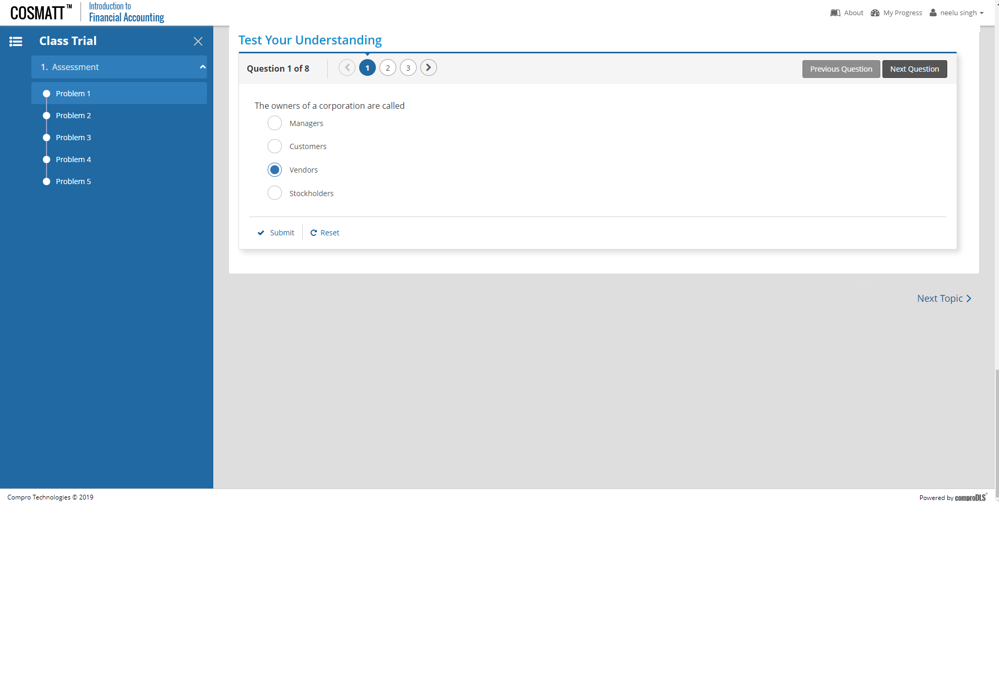 COSMATT™
Introduction to
Financial Accounting
About
My Progress
neelu singh
Class Trial
1. Assessment
Problem 1
Problem 2
Problem 3
Problem 4
Problem 5
Test Your Understanding
Question 1 of 8
1 2 3
Previous Question
Next Question
The owners of a corporation are called
Managers
Customers
Vendors
Stockholders
Submit
Reset
Next Topic
Compro Technologies © 2019
Powered by comproDLS™